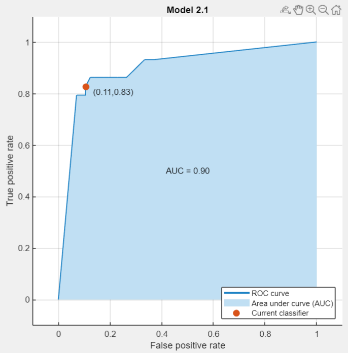 Model 2.1
True positive rate
1
0.8
0.6
0.4
0.2
0
(0.11,0.83)
AUC = 0.90
ROC curve
Area under curve (AUC)
Current classifier
0 0.2 0.4 0.6 0.8 1
False positive rate